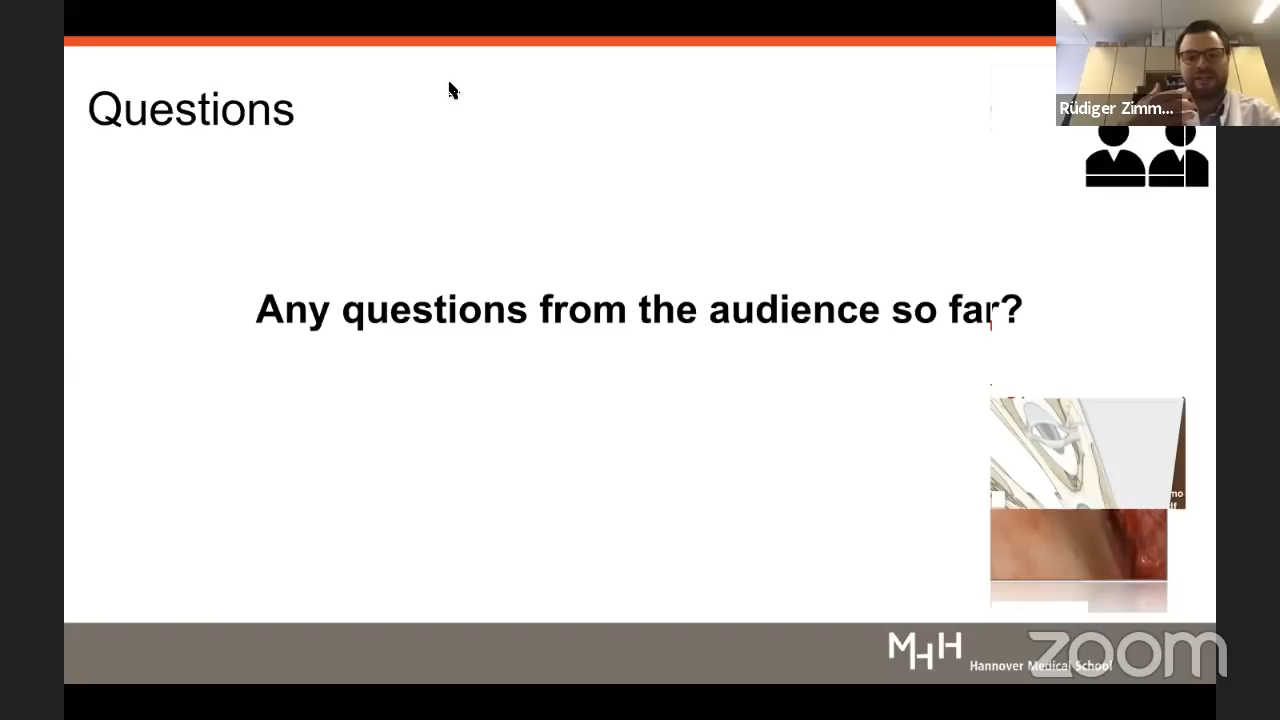 Questions
Rüdiger Zimm...
Any questions from the audience so far?
MHH
Hannover Medical School
zoom